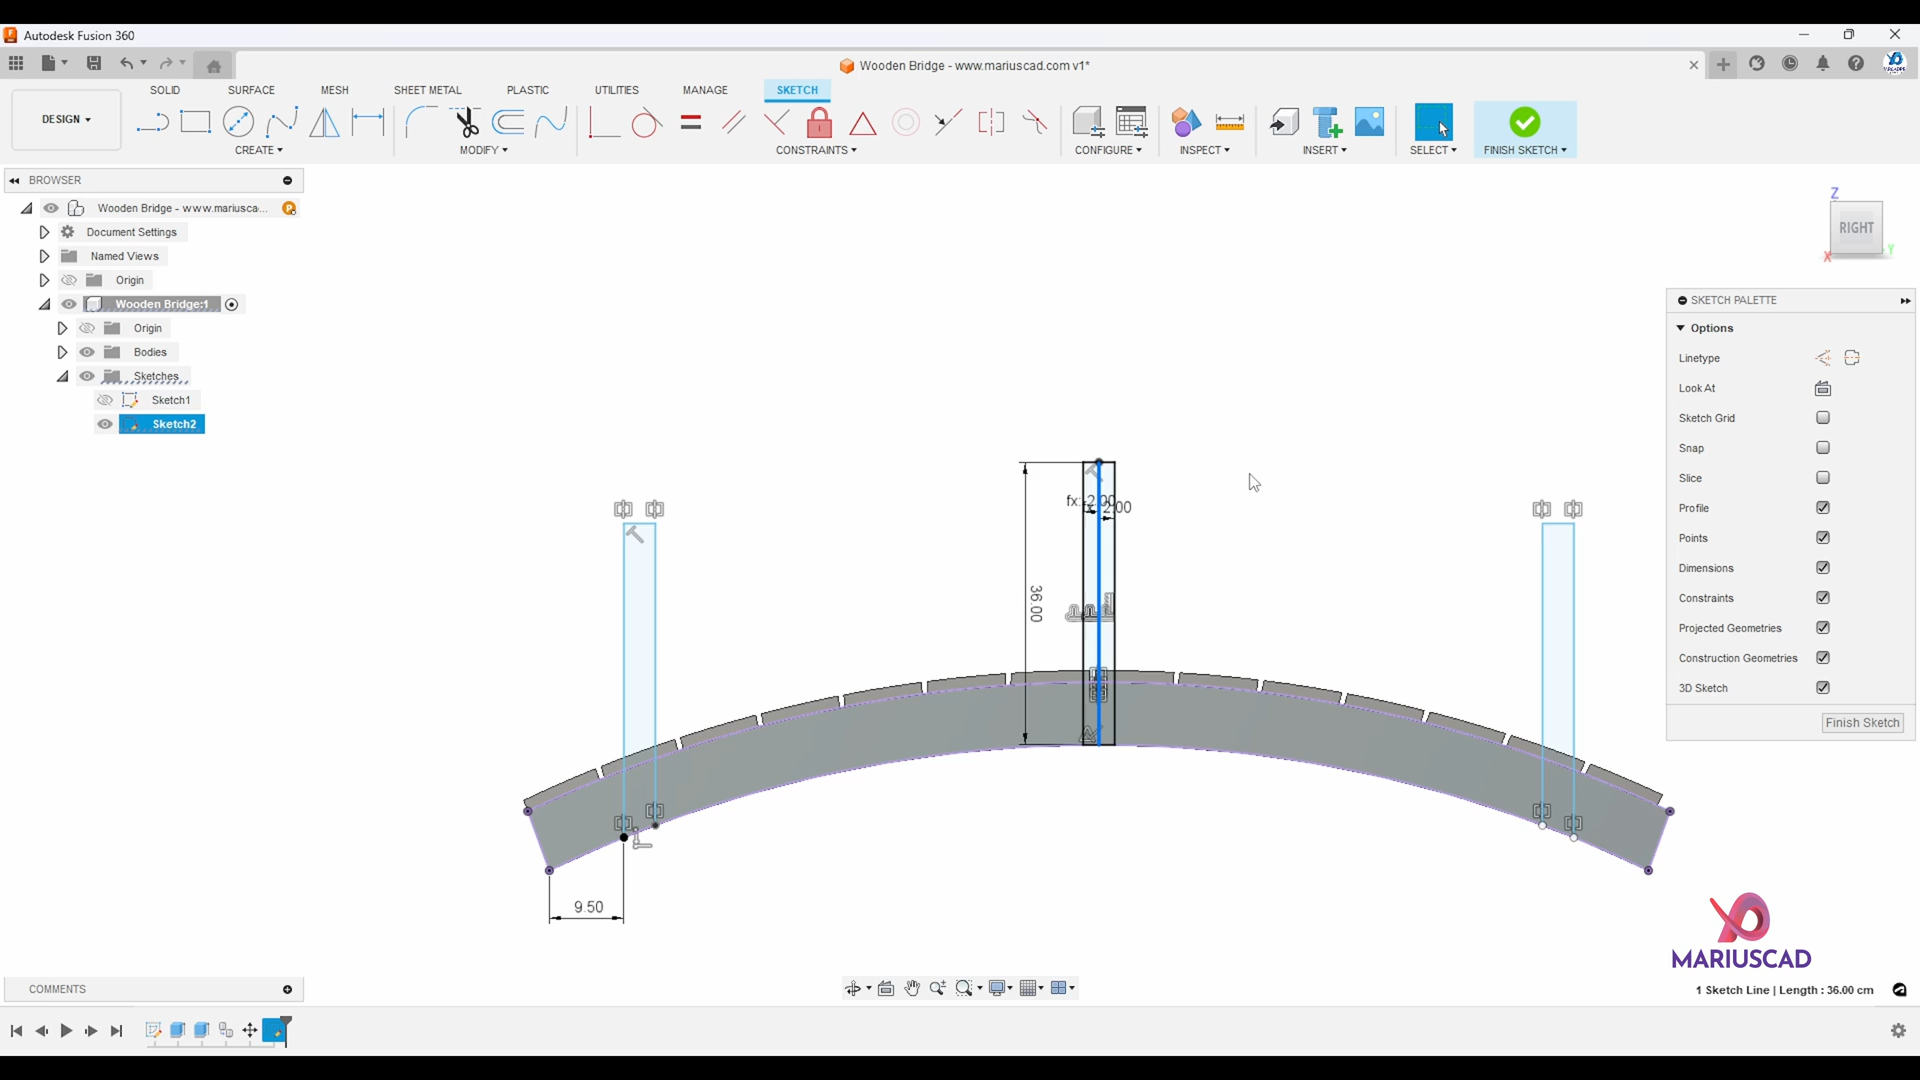 Autodesk Fusion 360
Wooden Bridge - www.mariuscad.com v1*
SOLID SURFACE MESH SHEET METAL PLASTIC UTILITIES MANAGE SKETCH
DESIGN
CREATE MODIFY CONSTRAINTS CONFIGURE INSPECT INSERT SELECT FINISH SKETCH
BROWSER
Wooden Bridge - www.mariusca...
Document Settings
Named Views
Origin
Wooden Bridge:1
Origin
Bodies
Sketches
Sketch1
Sketch2
Z
RIGHT
X
Y
SKETCH PALETTE
Options
Linetype
Look At
Sketch Grid
Snap
Slice
Profile
Points
Dimensions
Constraints
Projected Geometries
Construction Geometries
3D Sketch
Finish Sketch
fx: 2.00
2.00
36.00
9.50
MARIUSCAD
COMMENTS
1 Sketch Line | Length : 36.00 cm